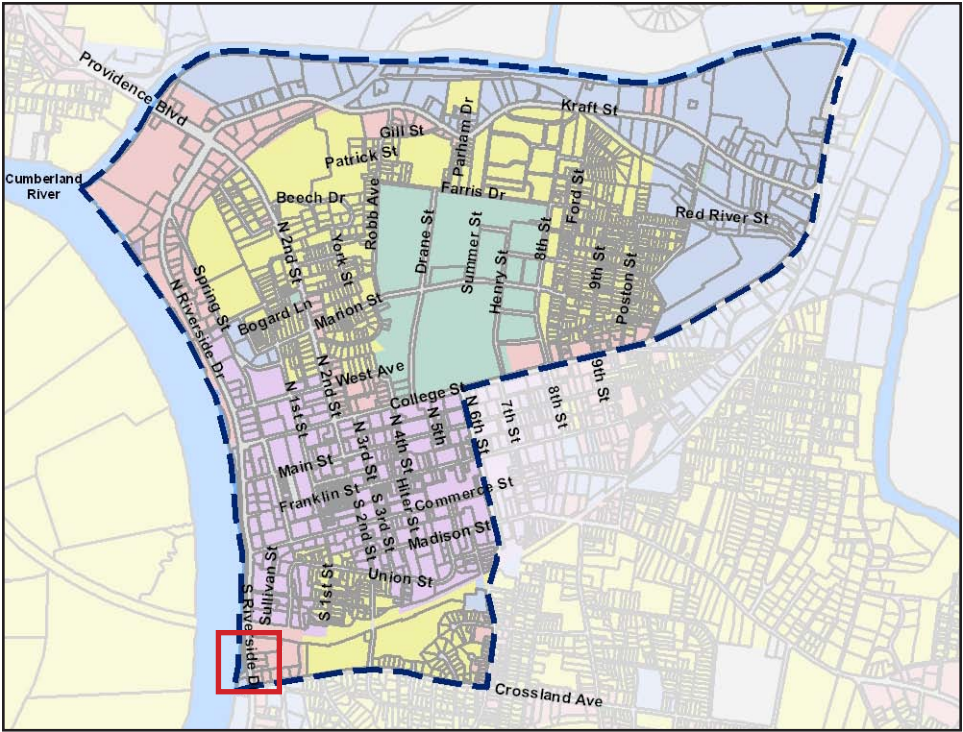 Providence Blvd
Kraft St
Gill St
Parham Dr
Patrick St
Cumberland
River
Farris Dr
Beech Dr
Robb Ave
Ford St
Red River St
N 2nd St
York St
Drane St
Summer St
8th St
9th St
Henry St
Poston St
Spring St
N Riverside Dr
Bogard Ln
Marion St
West Ave
N 2nd St
College St
9th St
N 1st St
8th St
7th St
N 6th St
N 5th
N 4th St
N 3rd St
Main St
Franklin St
Hiter St
Commerce St
S 3rd St
S 2nd St
Madison St
Sullivan St
S 1st St
Union St
S Riverside D
Crossland Ave